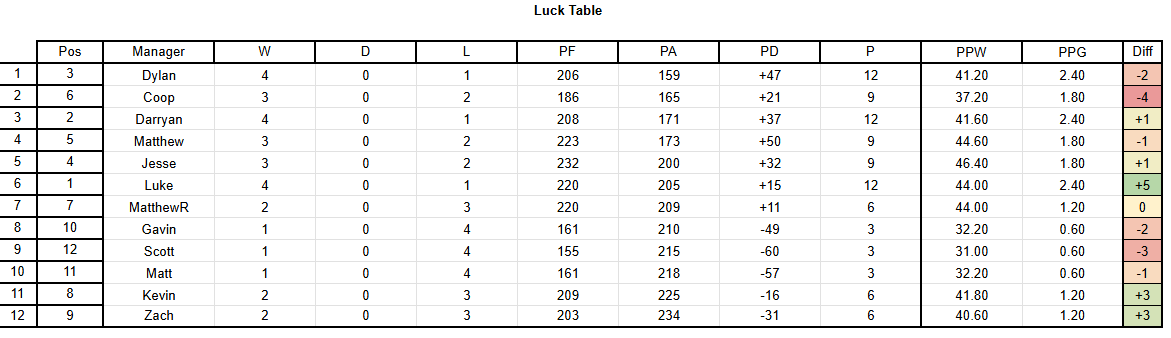 Luck Table
Pos Manager W D L PF PA PD P PPW PPG Diff
1 3 Dylan 4 0 1 206 159 +47 12 41.20 2.40 -2
2 6 Coop 3 0 2 186 165 +21 9 37.20 1.80 -4
3 2 Darryan 4 0 1 208 171 +37 12 41.60 2.40 +1
4 5 Matthew 3 0 2 223 173 +50 9 44.60 1.80 -1
5 4 Jesse 3 0 2 232 200 +32 9 46.40 1.80 +1
6 1 Luke 4 0 1 220 205 +15 12 44.00 2.40 +5
7 7 MatthewR 2 0 3 220 209 +11 6 44.00 1.20 0
8 10 Gavin 1 0 4 161 210 -49 3 32.20 0.60 -2
9 12 Scott 1 0 4 155 215 -60 3 31.00 0.60 -3
10 11 Matt 1 0 4 161 218 -57 3 32.20 0.60 -1
11 8 Kevin 2 0 3 209 225 -16 6 41.80 1.20 +3
12 9 Zach 2 0 3 203 234 -31 6 40.60 1.20 +3